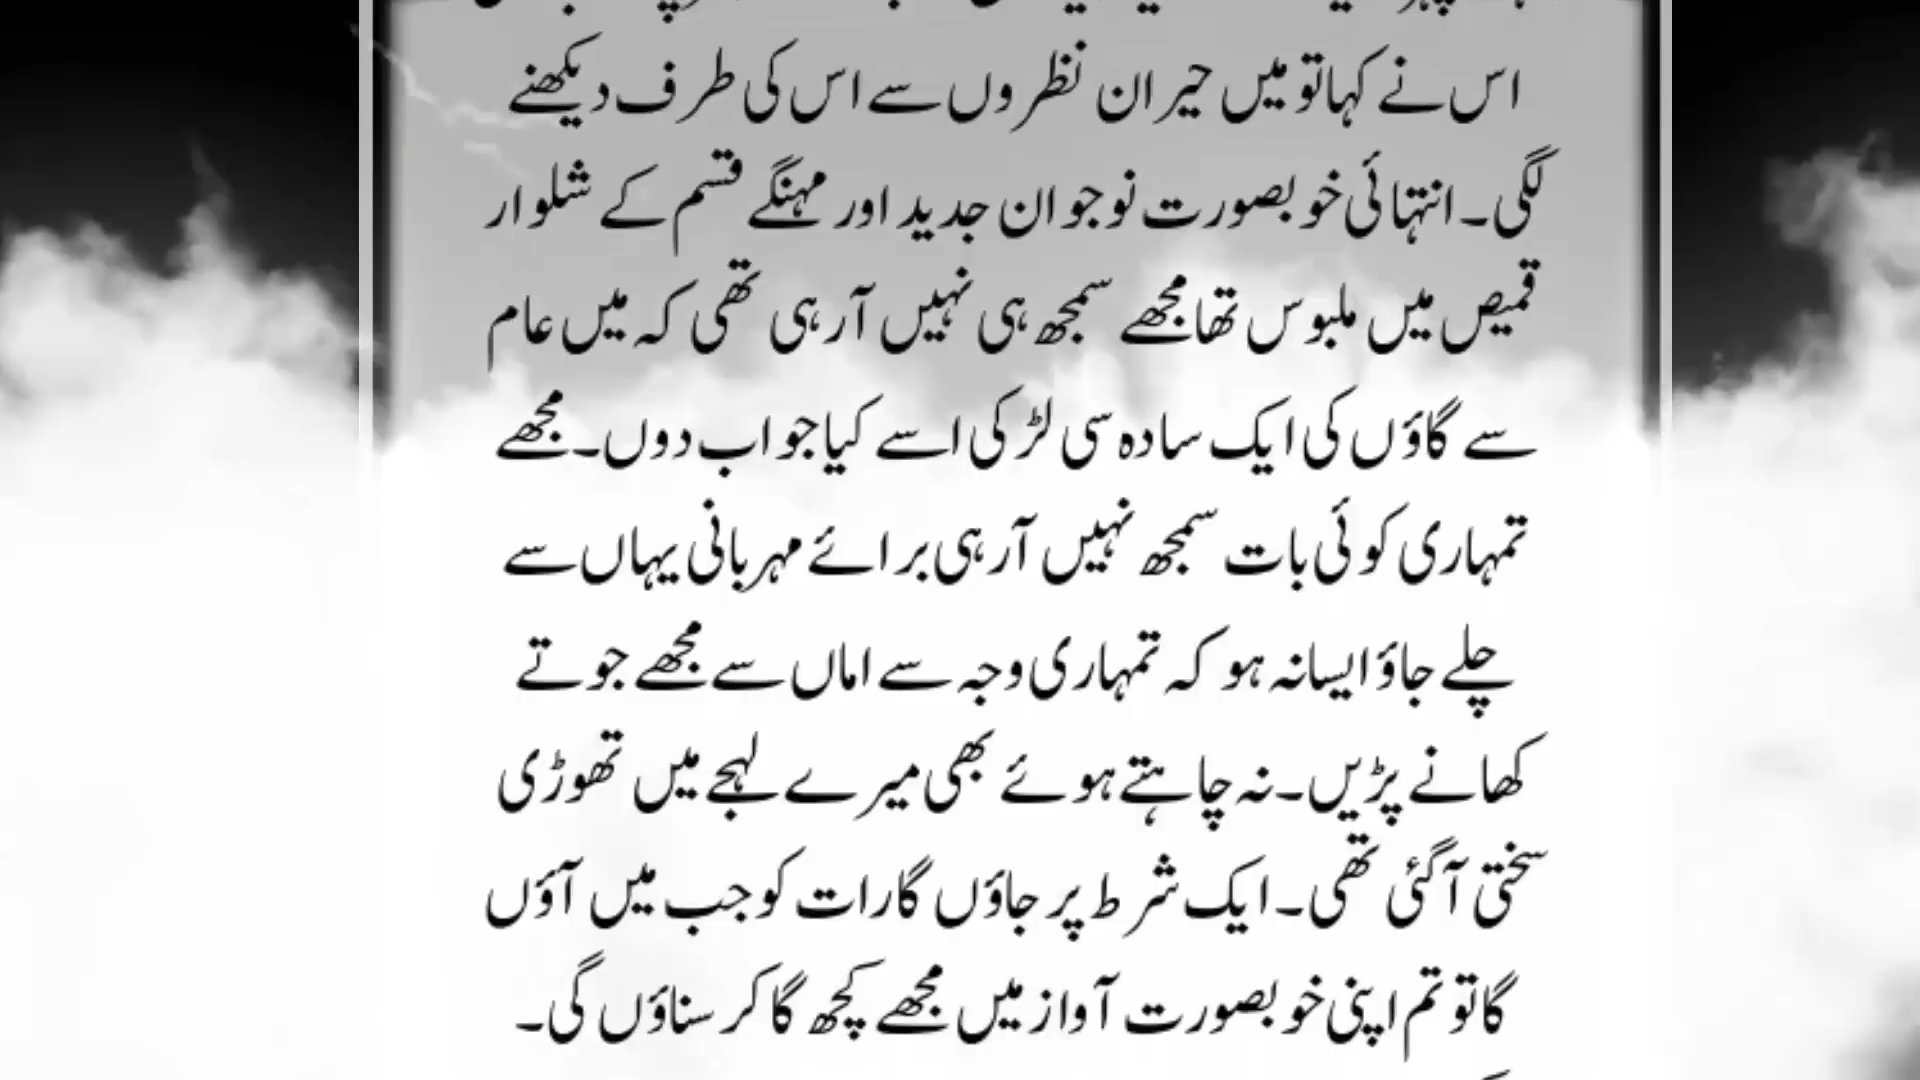 اس نے کہا تو میں حیران نظروں سے اس کی طرف دیکھنے
لگی۔ انتہائی خوبصورت نوجوان جدید اور مہنگے قسم کے شلوار
قمیص میں ملبوس تھا مجھے سمجھ ہی نہیں آرہی تھی کہ میں عام
سے گاؤں کی ایک سادہ سی لڑکی اسے کیا جواب دوں۔ مجھے
تمہاری کوئی بات سمجھ نہیں آرہی برائے مہربانی یہاں سے
چلے جاؤ ایسا نہ ہو کہ تمہاری وجہ سے اماں سے مجھے جوتے
کھانے پڑیں۔ نہ چاہتے ہوئے بھی میرے لہجے میں تھوڑی
سختی آگئی تھی۔ ایک شرط پر جاؤں گا رات کو جب میں آؤں
گا تو تم اپنی خوبصورت آواز میں مجھے کچھ گا کر سناؤں گی۔